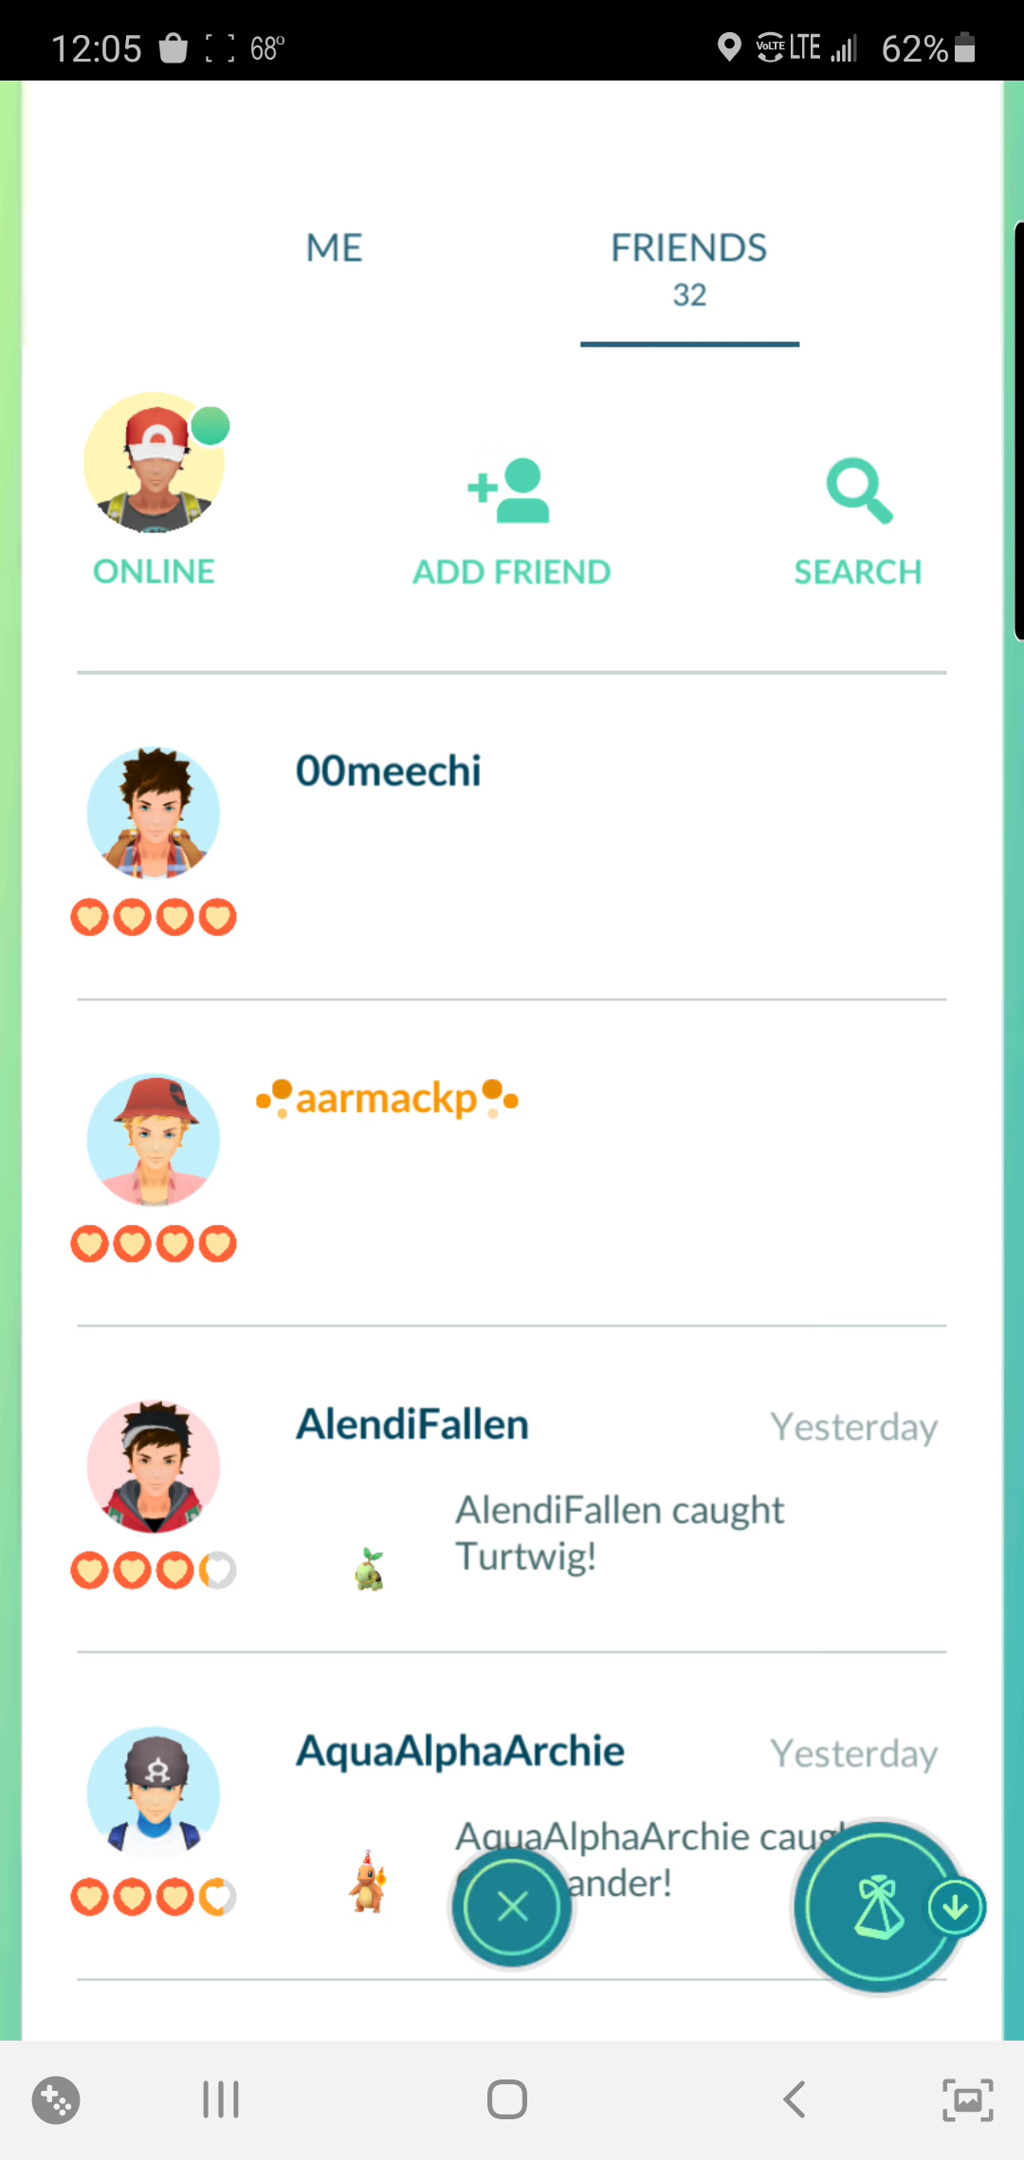 12:05 68° VoLTE LTE 62%
ME FRIENDS
32
ONLINE ADD FRIEND SEARCH
00meechi
aarmackp
AlendiFallen Yesterday
AlendiFallen caught
Turtwig!
AquaAlphaArchie Yesterday
AquaAlphaArchie